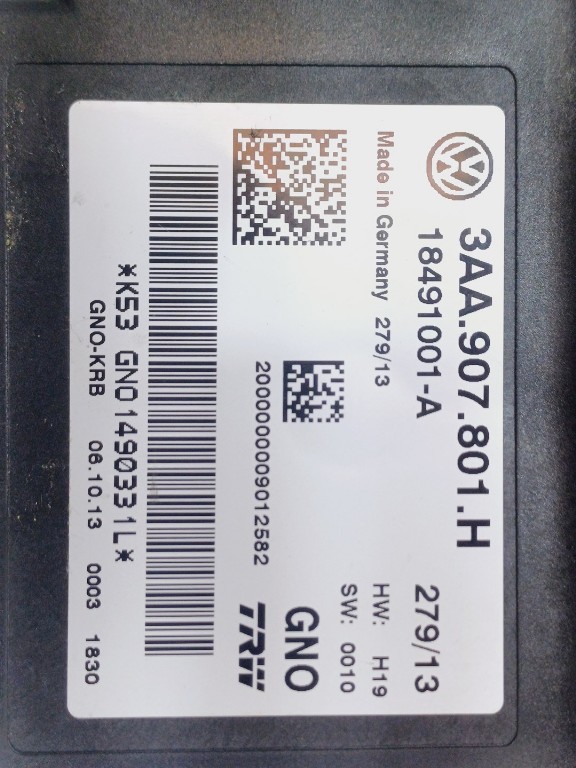 3AA.907.801.H 279/13
18491001-A HW: H19
Made in Germany 279/13 SW: 0010
GNO
2000000009012582 TRW
*K53 GNO1490331L*
GNO-KRB 06.10.13 0003 1830